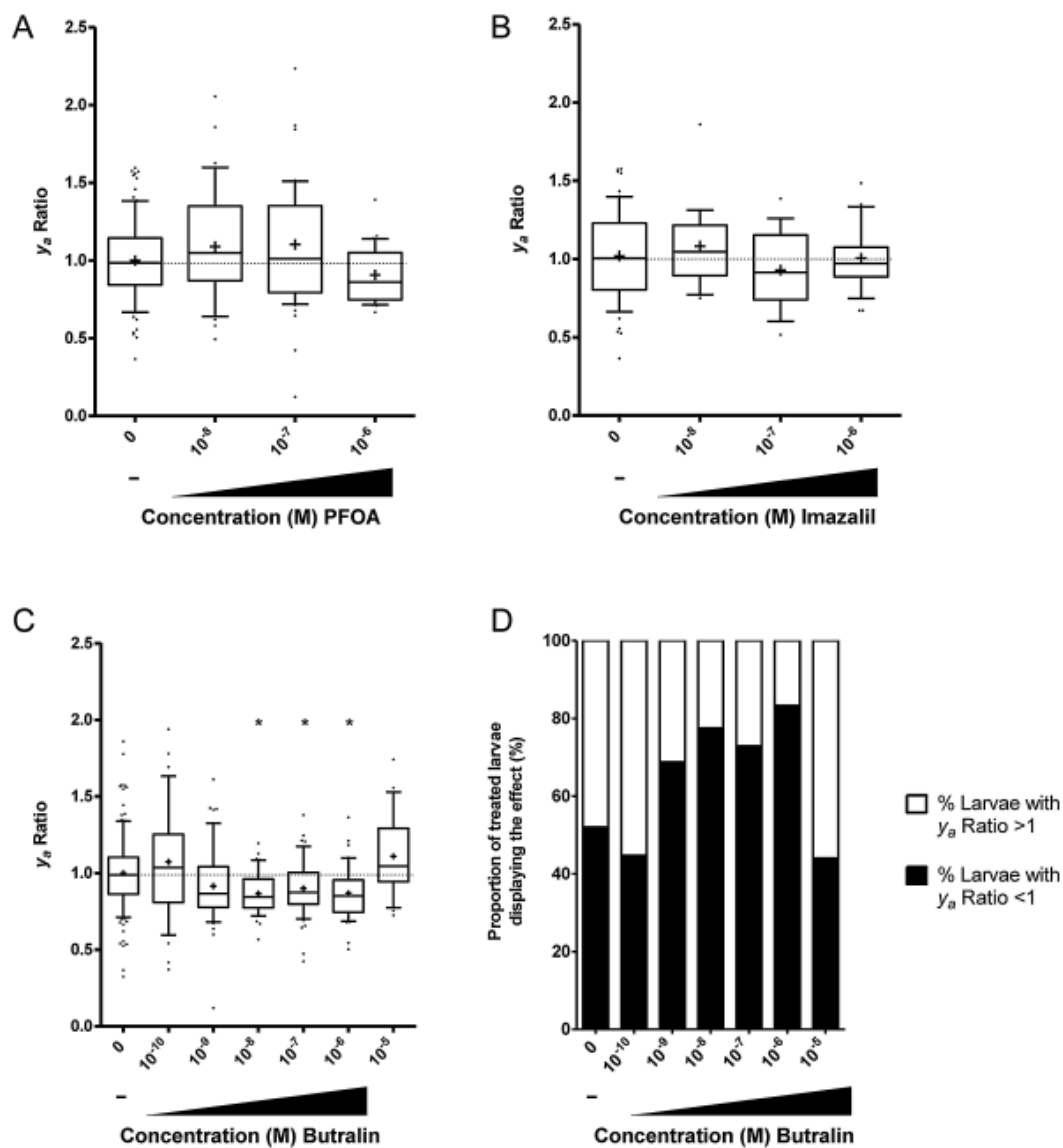 A
2.5
2.0
1.5
1.0
0.5
0.0
yₐ Ratio
0
10⁻⁸
10⁻⁷
10⁻⁶
–
Concentration (M) PFOA
B
2.5
2.0
1.5
1.0
0.5
0.0
yₐ Ratio
0
10⁻⁸
10⁻⁷
10⁻⁶
–
Concentration (M) Imazalil
C
2.5
2.0
1.5
1.0
0.5
0.0
yₐ Ratio
* * *
0
10⁻¹⁰
10⁻⁹
10⁻⁸
10⁻⁷
10⁻⁶
10⁻⁵
–
Concentration (M) Butralin
D
100
80
60
40
20
0
Proportion of treated larvae
displaying the effect (%)
0
10⁻¹⁰
10⁻⁹
10⁻⁸
10⁻⁷
10⁻⁶
10⁻⁵
–
Concentration (M) Butralin
% Larvae with
yₐ Ratio >1
% Larvae with
yₐ Ratio <1